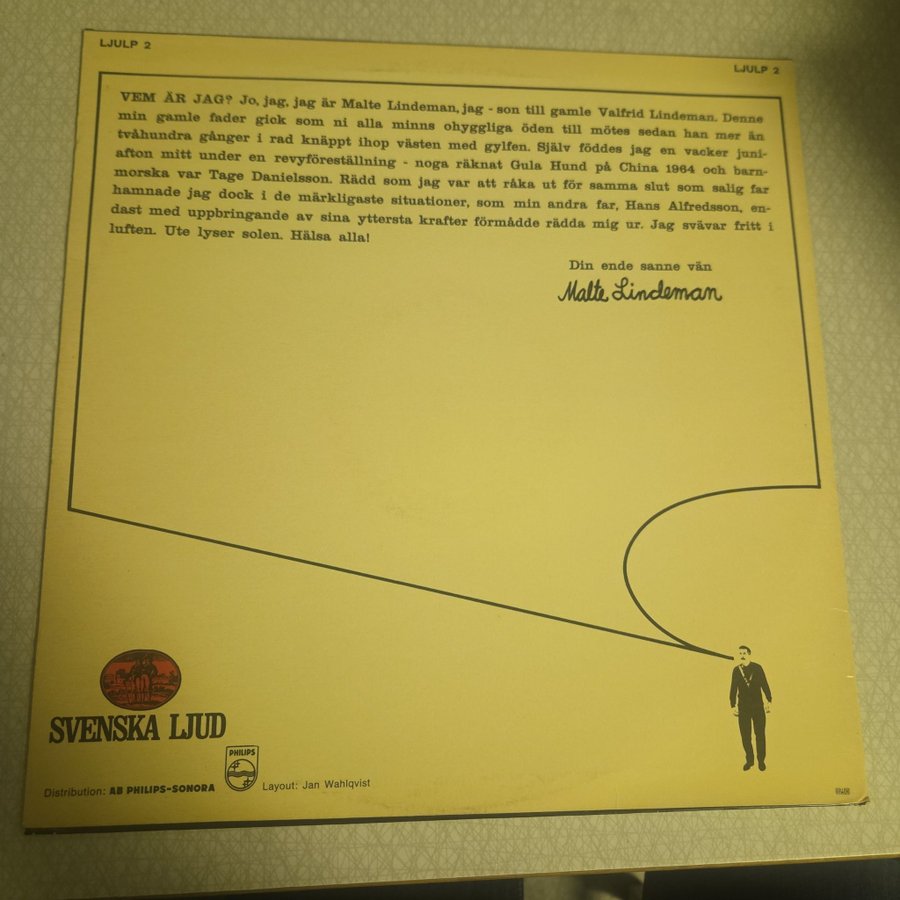 LJULP 2
LJULP 2
VEM ÄR JAG? Jo, jag, jag är Malte Lindeman, jag - son till gamle Valfrid Lindeman. Denne
min gamle fader gick som ni alla minns ohyggliga öden till mötes sedan han mer än
tvåhundra gånger i rad knäppt ihop västen med gylfen. Själv föddes jag en vacker juni-
afton mitt under en revyföreställning - noga räknat Gula Hund på China 1964 och barn-
morska var Tage Danielsson. Rädd som jag var att råka ut för samma slut som salig far
hamnade jag dock i de märkligaste situationer, som min andra far, Hans Alfredsson, en-
dast med uppbringande av sina yttersta krafter förmådde rädda mig ur. Jag svävar fritt i
luften. Ute lyser solen. Hälsa alla!
Din ende sanne vän
Malte Lindeman
SVENSKA LJUD
PHILIPS
Distribution: AB PHILIPS-SONORA
Layout: Jan Wahlqvist